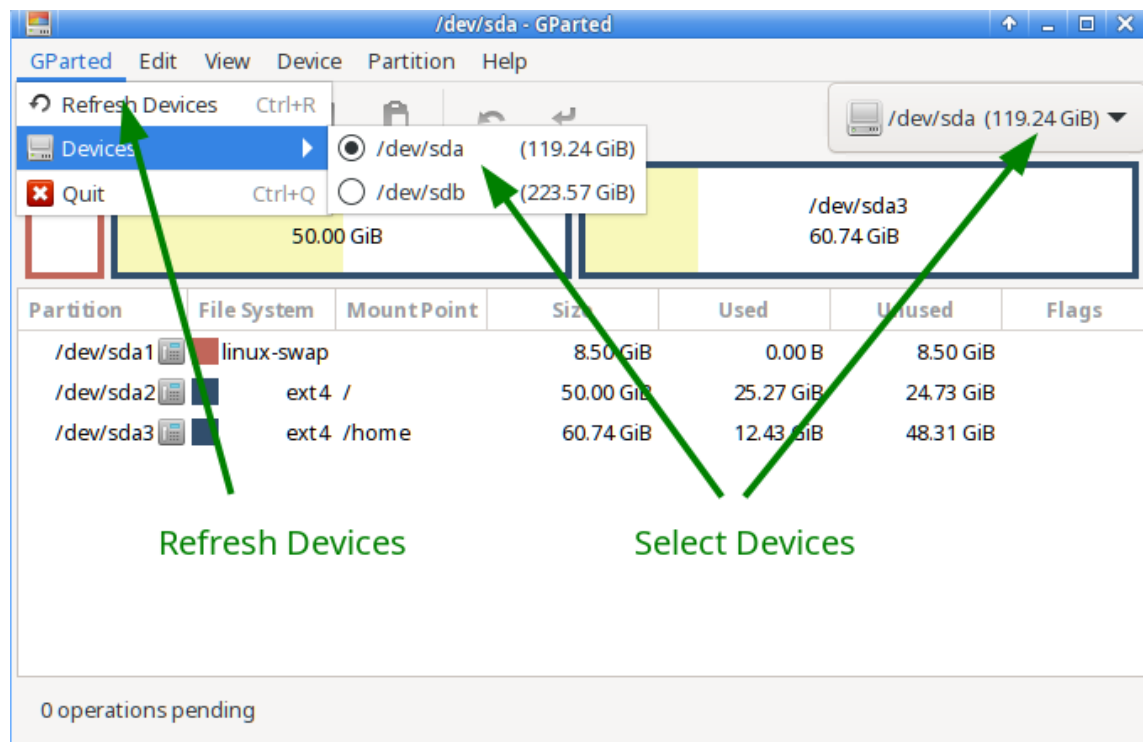 /dev/sda - GParted
GParted Edit View Device Partition Help
Refresh Devices Ctrl+R
/dev/sda (119.24 GiB)
Devices
/dev/sda (119.24 GiB)
Quit Ctrl+Q
/dev/sdb (223.57 GiB)
/dev/sda3
50.00 GiB
60.74 GiB
Partition File System Mount Point Size Used Unused Flags
/dev/sda1 linux-swap 8.50 GiB 0.00 B 8.50 GiB
/dev/sda2 ext4 / 50.00 GiB 25.27 GiB 24.73 GiB
/dev/sda3 ext4 /home 60.74 GiB 12.43 GiB 48.31 GiB
Refresh Devices
Select Devices
0 operations pending